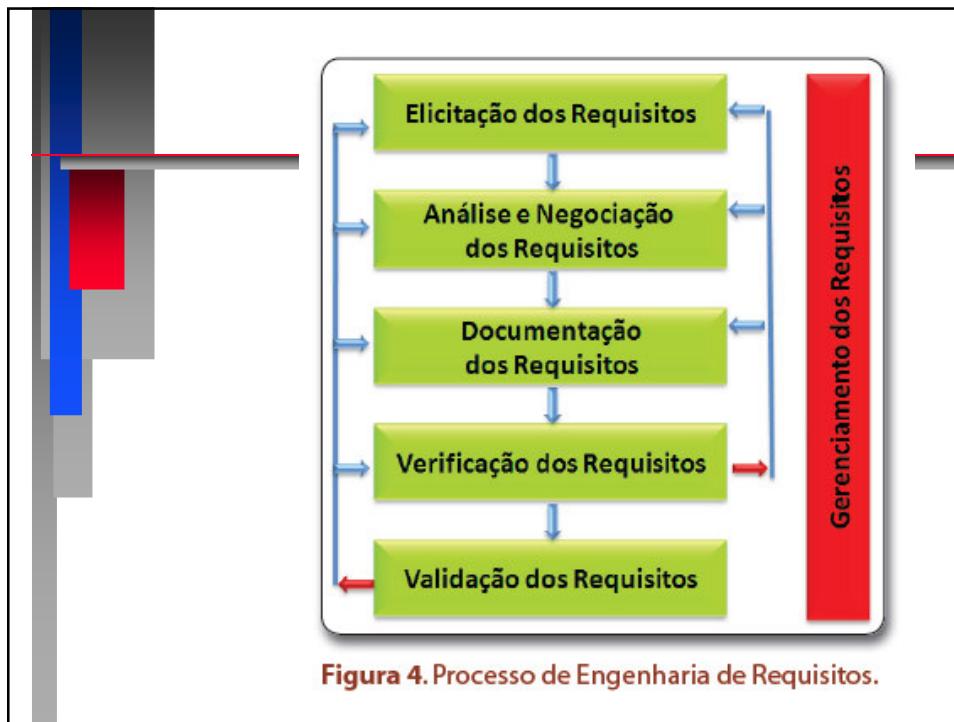 Elicitação dos Requisitos
Análise e Negociação
dos Requisitos
Documentação
dos Requisitos
Verificação dos Requisitos
Validação dos Requisitos
Gerenciamento dos Requisitos
Figura 4. Processo de Engenharia de Requisitos.